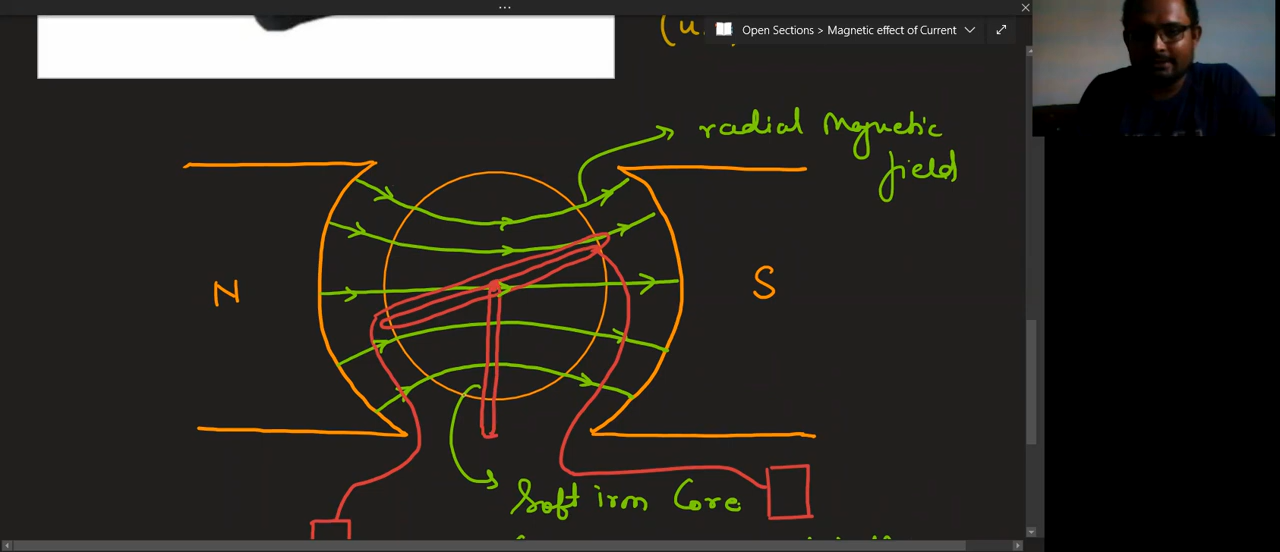 Open Sections > Magnetic effect of Current
radial Magnetic
field
N
S
Soft iron Core